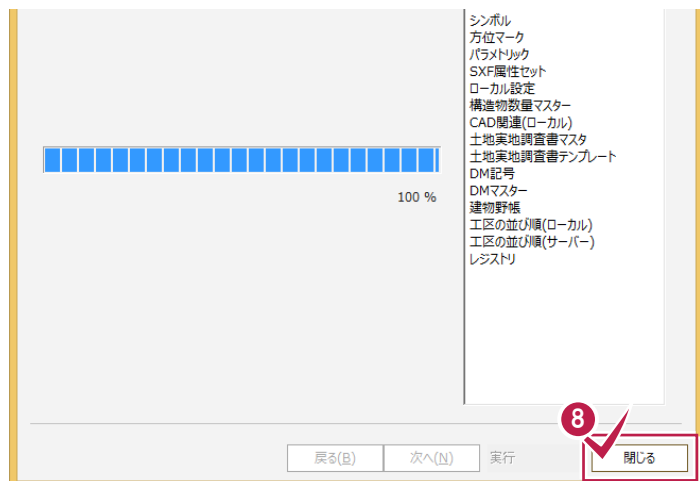 シンボル
方位マーク
パラメトリック
SXF属性セット
ローカル設定
構造物数量マスター
CAD関連(ローカル)
土地実地調査書マスタ
土地実地調査書テンプレート
DM記号
DMマスター
建物野帳
工区の並び順(ローカル)
工区の並び順(サーバー)
レジストリ
100 %
8
戻る(B) 次へ(N) 実行 閉じる